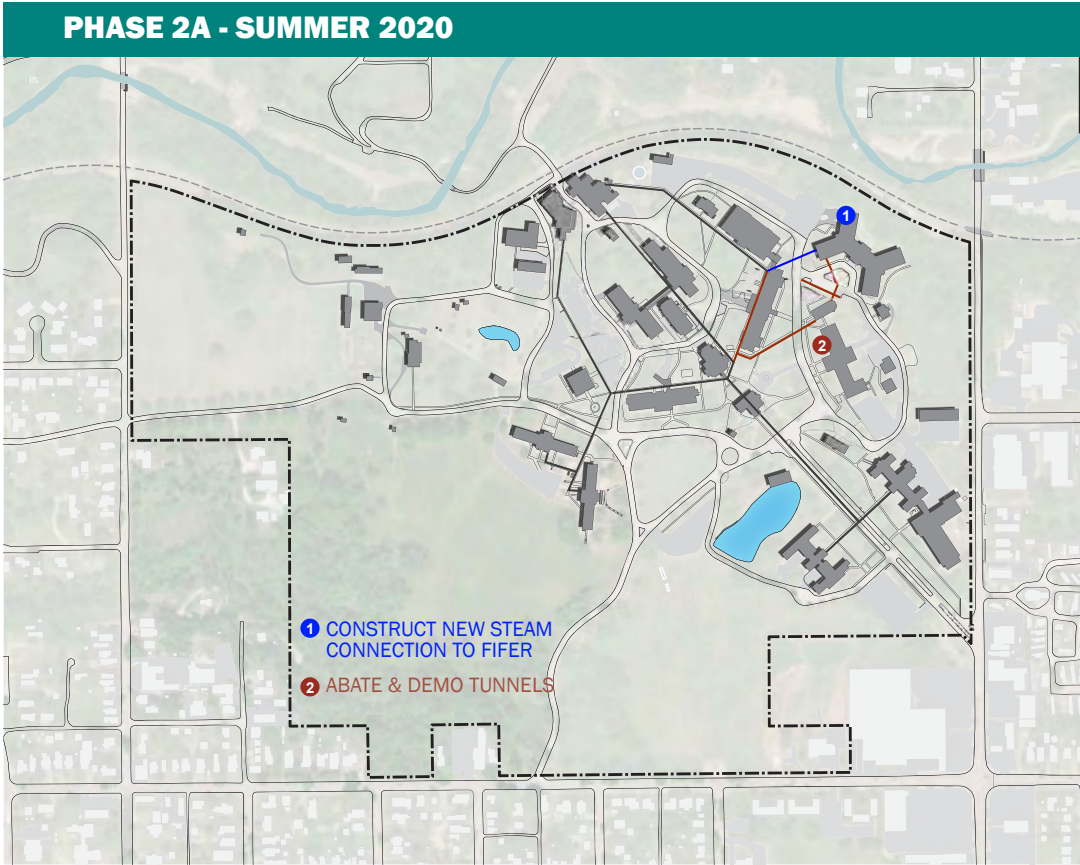 PHASE 2A - SUMMER 2020
1
2
1 CONSTRUCT NEW STEAM
CONNECTION TO FIFER
2 ABATE & DEMO TUNNELS